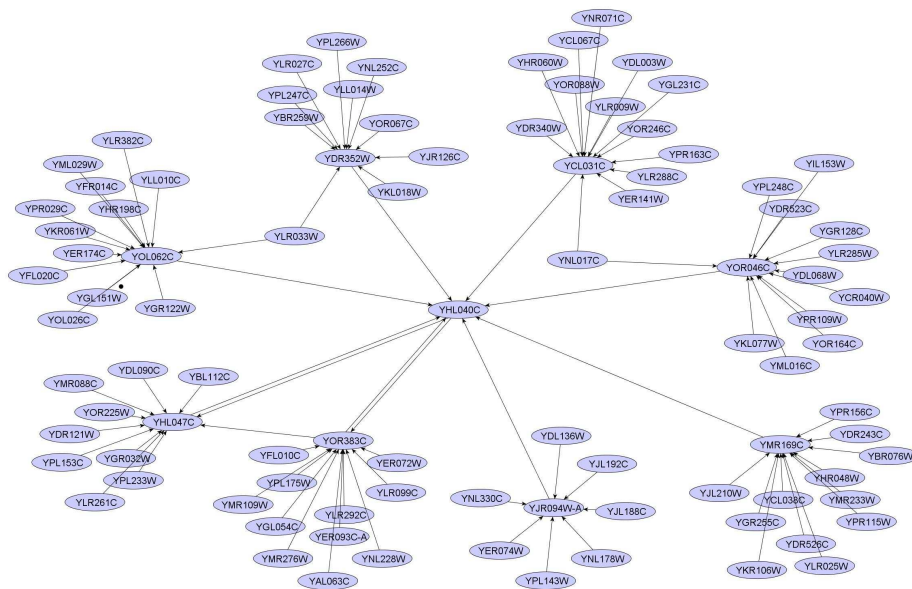 YNR071C
YPL266W
YCL067C
YLR027C
YHR060W
YDL003W
YNL252C
YOR088W
YGL231C
YLL014W
YPL247C
YLR009W
YBR259W
YOR067C
YDR340W
YOR246C
YLR382C
YJR126C
YPR163C
YDR352W
YML029W
YLL010C
YCL031C
YIL153W
YFR014C
YLR288C
YKL018W
YPL248C
YER141W
YPR029C
YHR198C
YDR523C
YKR061W
YLR033W
YGR128C
YER174C
YOL062C
YLR285W
YNL017C
YOR046C
YFL020C
YDL068W
YGL151W
YCR040W
YGR122W
YHL040C
YOL026C
YPR109W
YKL077W
YOR164C
YML016C
YDL090C
YBL112C
YMR088C
YOR225W
YPR156C
YHL047C
YDR121W
YDL136W
YDR243C
YOR383C
YMR169C
YFL010C
YPL153C
YGR032W
YER072W
YJL192C
YBR076W
YPL233W
YPL175W
YHR048W
YLR261C
YLR099C
YJL210W
YCL038C
YMR233W
YMR109W
YNL330C
YJR094W-A
YJL188C
YLR292C
YPR115W
YGL054C
YGR255C
YER093C-A
YDR526C
YMR276W
YNL228W
YER074W
YNL178W
YKR106W
YLR025W
YAL063C
YPL143W